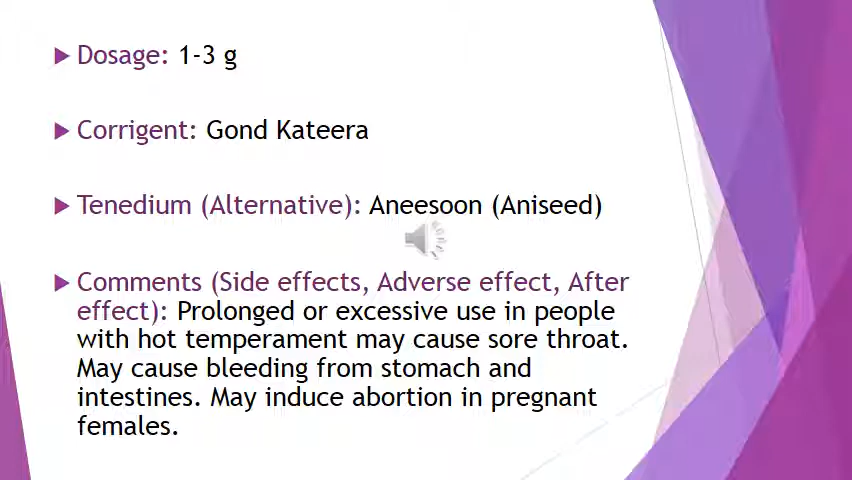 Dosage: 1-3 g
Corrigent: Gond Kateera
Tenedium (Alternative): Aneesoon (Aniseed)
Comments (Side effects, Adverse effect, After
effect): Prolonged or excessive use in people
with hot temperament may cause sore throat.
May cause bleeding from stomach and
intestines. May induce abortion in pregnant
females.